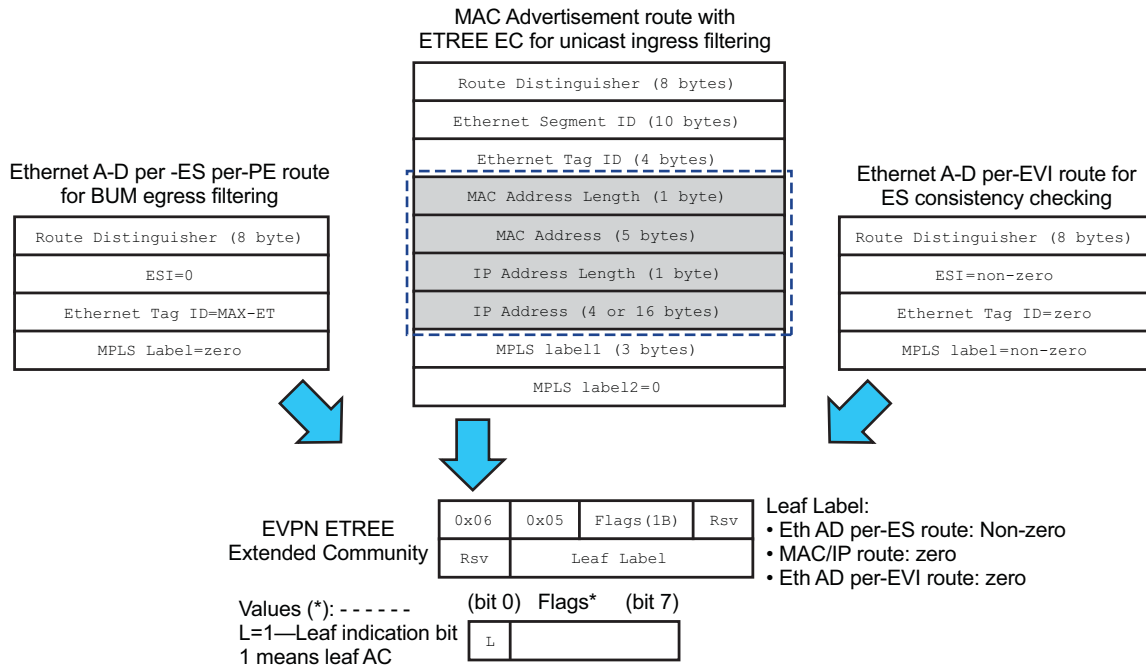 MAC Advertisement route with
ETREE EC for unicast ingress filtering
Route Distinguisher (8 bytes)
Ethernet Segment ID (10 bytes)
Ethernet Tag ID (4 bytes)
MAC Address Length (1 byte)
MAC Address (5 bytes)
IP Address Length (1 byte)
IP Address (4 or 16 bytes)
MPLS label1 (3 bytes)
MPLS label2=0
Ethernet A-D per -ES per-PE route
for BUM egress filtering
Route Distinguisher (8 byte)
ESI=0
Ethernet Tag ID=MAX-ET
MPLS Label=zero
Ethernet A-D per-EVI route for
ES consistency checking
Route Distinguisher (8 bytes)
ESI=non-zero
Ethernet Tag ID=zero
MPLS label=non-zero
EVPN ETREE
Extended Community
0x06 0x05 Flags(1B) Rsv
Rsv Leaf Label
Leaf Label:
• Eth AD per-ES route: Non-zero
• MAC/IP route: zero
• Eth AD per-EVI route: zero
(bit 0) Flags* (bit 7)
L
Values (*): - - - - - -
L=1—Leaf indication bit
1 means leaf AC